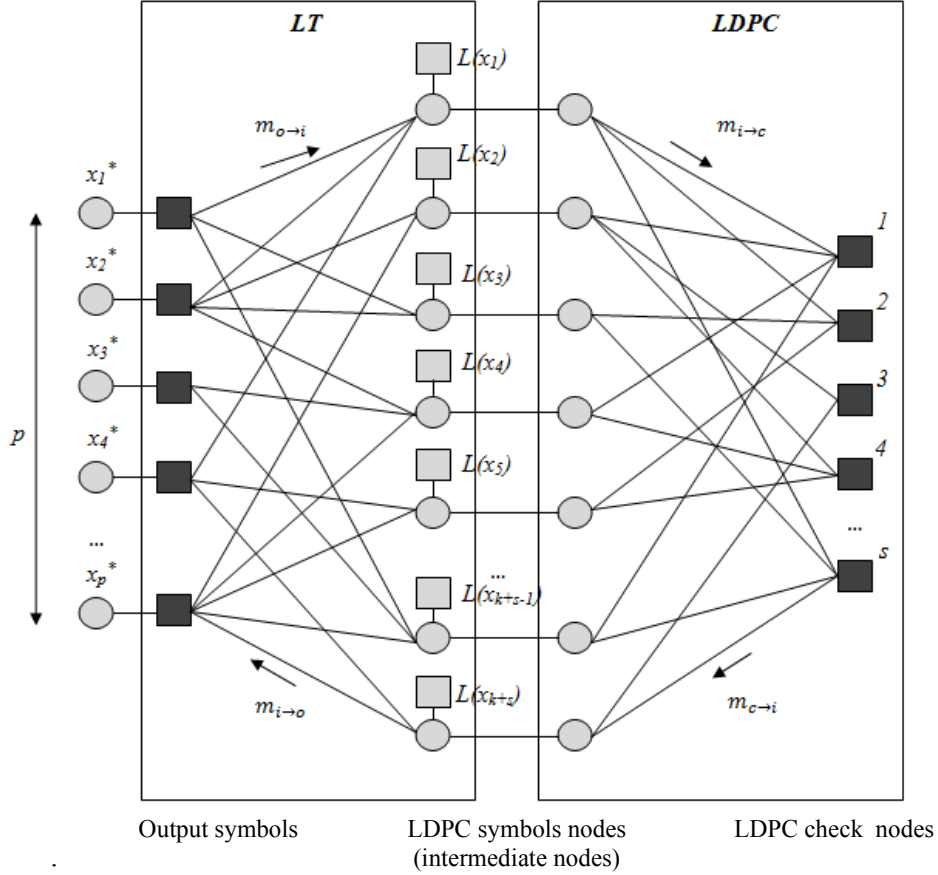 LT
LDPC
L(x1)
mo→i
mi→c
L(x2)
x1*
1
x2*
L(x3)
2
x3*
L(x4)
3
p
x4*
L(x5)
4
...
...
s
xp*
...
L(xk+s-1)
L(xk+s)
mi→o
mc→i
Output symbols
LDPC symbols nodes
(intermediate nodes)
LDPC check nodes
.